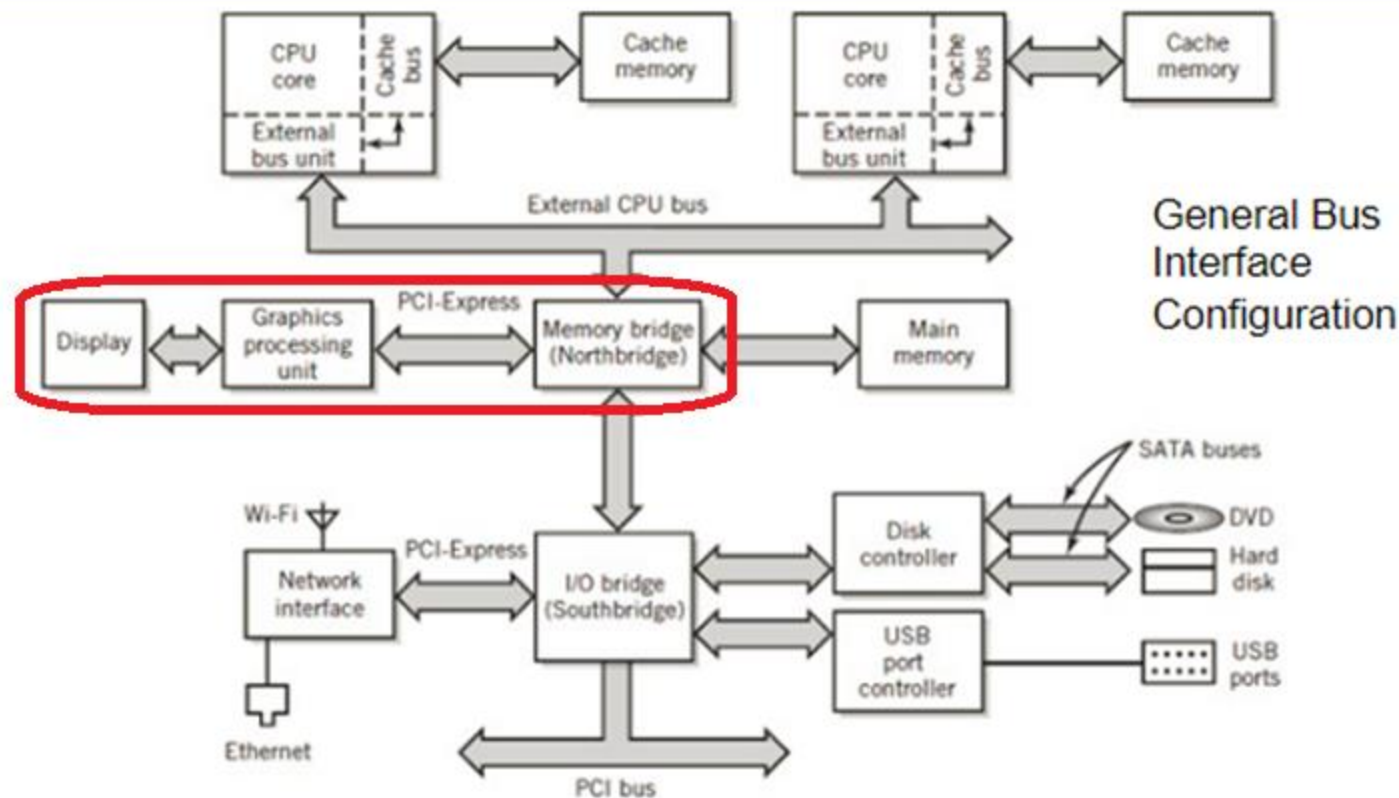 CPU
core
Cache
bus
External
bus unit
Cache
memory
CPU
core
Cache
bus
External
bus unit
Cache
memory
External CPU bus
General Bus
Interface
Configuration
Display
Graphics
processing
unit
PCI-Express
Memory bridge
(Northbridge)
Main
memory
SATA buses
Wi-Fi
Network
interface
PCI-Express
I/O bridge
(Southbridge)
Disk
controller
DVD
Hard
disk
USB
port
controller
USB
ports
Ethernet
PCI bus